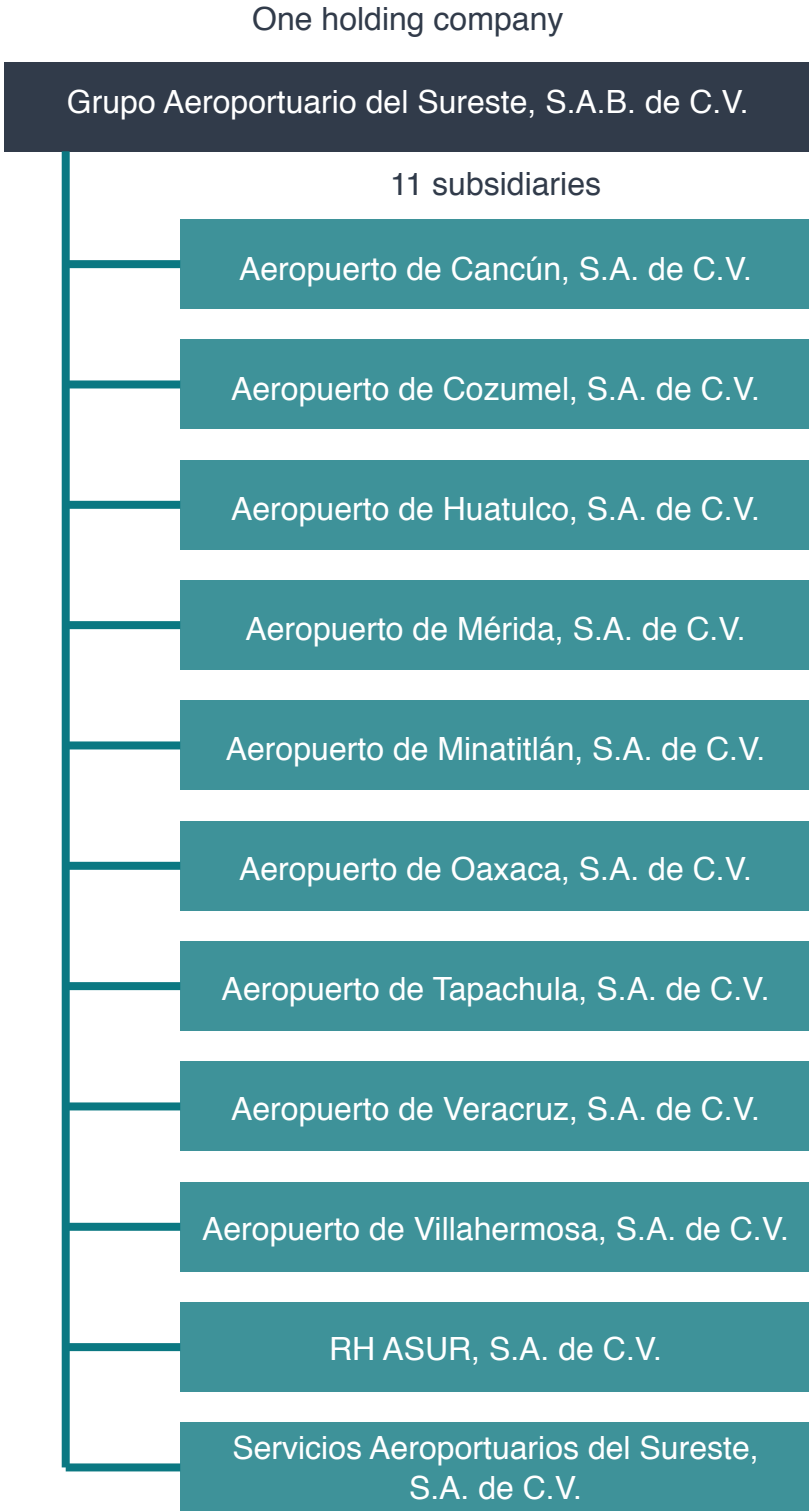 One holding company
Grupo Aeroportuario del Sureste, S.A.B. de C.V.
11 subsidiaries
Aeropuerto de Cancún, S.A. de C.V.
Aeropuerto de Cozumel, S.A. de C.V.
Aeropuerto de Huatulco, S.A. de C.V.
Aeropuerto de Mérida, S.A. de C.V.
Aeropuerto de Minatitlán, S.A. de C.V.
Aeropuerto de Oaxaca, S.A. de C.V.
Aeropuerto de Tapachula, S.A. de C.V.
Aeropuerto de Veracruz, S.A. de C.V.
Aeropuerto de Villahermosa, S.A. de C.V.
RH ASUR, S.A. de C.V.
Servicios Aeroportuarios del Sureste,
S.A. de C.V.